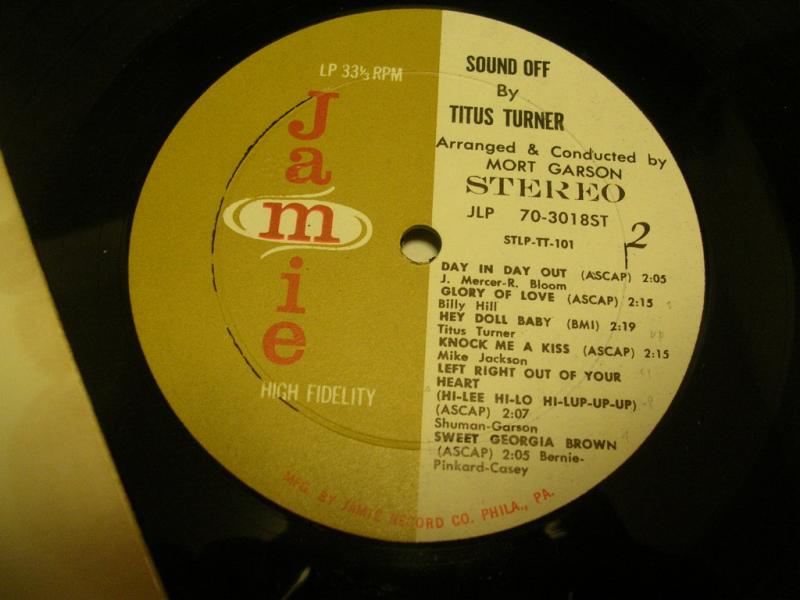 LP 33⅓ RPM
Jamie
HIGH FIDELITY
SOUND OFF
By
TITUS TURNER
Arranged & Conducted by
MORT GARSON
STEREO
JLP 70-3018ST
STLP-TT-101
2
DAY IN DAY OUT (ASCAP) 2:05
J. Mercer-R. Bloom
GLORY OF LOVE (ASCAP) 2:15
Billy Hill
HEY DOLL BABY (BMI) 2:19
Titus Turner
KNOCK ME A KISS (ASCAP) 2:15
Mike Jackson
LEFT RIGHT OUT OF YOUR
HEART
(HI-LEE HI-LO HI-LUP-UP-UP)
(ASCAP) 2:07
Shuman-Garson
SWEET GEORGIA BROWN
(ASCAP) 2:05 Bernie-
Pinkard-Casey
MFG. BY JAMIE RECORD CO. PHILA., PA.